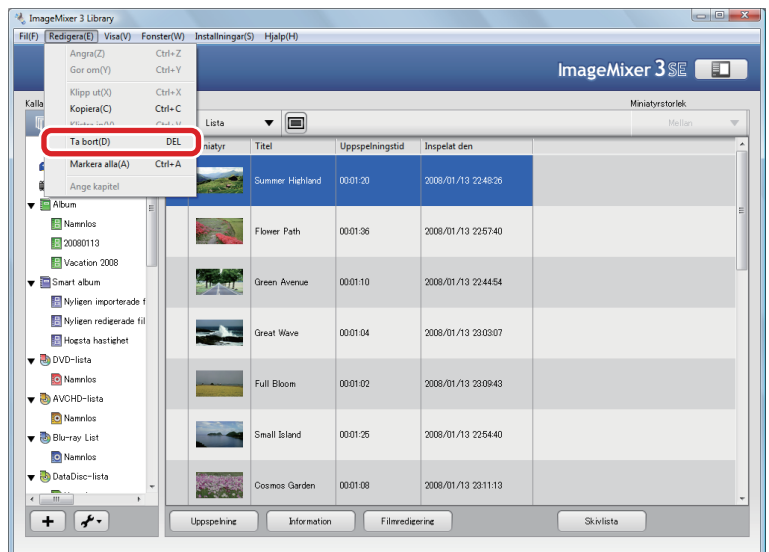 ImageMixer 3 Library
Fil(F) Redigera(E) Visa(V) Fonster(W) Installningar(S) Hjalp(H)
Angra(Z) Ctrl+Z
Gor om(Y) Ctrl+Y
Klipp ut(X) Ctrl+X
Kopiera(C) Ctrl+C
Ta bort(D) DEL
Markera alla(A) Ctrl+A
Ange kapitel
ImageMixer 3 SE
Kalla
Miniatyrstorlek
Lista
Mellan
niatyr Titel Uppspelningstid Inspelat den
Summer Highland 00:01:20 2008/01/13 22:48:26
Flower Path 00:01:36 2008/01/13 22:57:40
Green Avenue 00:01:10 2008/01/13 22:44:54
Great Wave 00:01:04 2008/01/13 23:03:07
Full Bloom 00:01:02 2008/01/13 23:09:43
Small Island 00:01:25 2008/01/13 22:54:40
Cosmos Garden 00:01:08 2008/01/13 23:11:13
Album
Namnlos
20080113
Vacation 2008
Smart album
Nyligen importerade f
Nyligen redigerade fil
Hogsta hastighet
DVD-lista
Namnlos
AVCHD-lista
Namnlos
Blu-ray List
Namnlos
DataDisc-lista
Uppspelning Information Filmredigering Skivlista